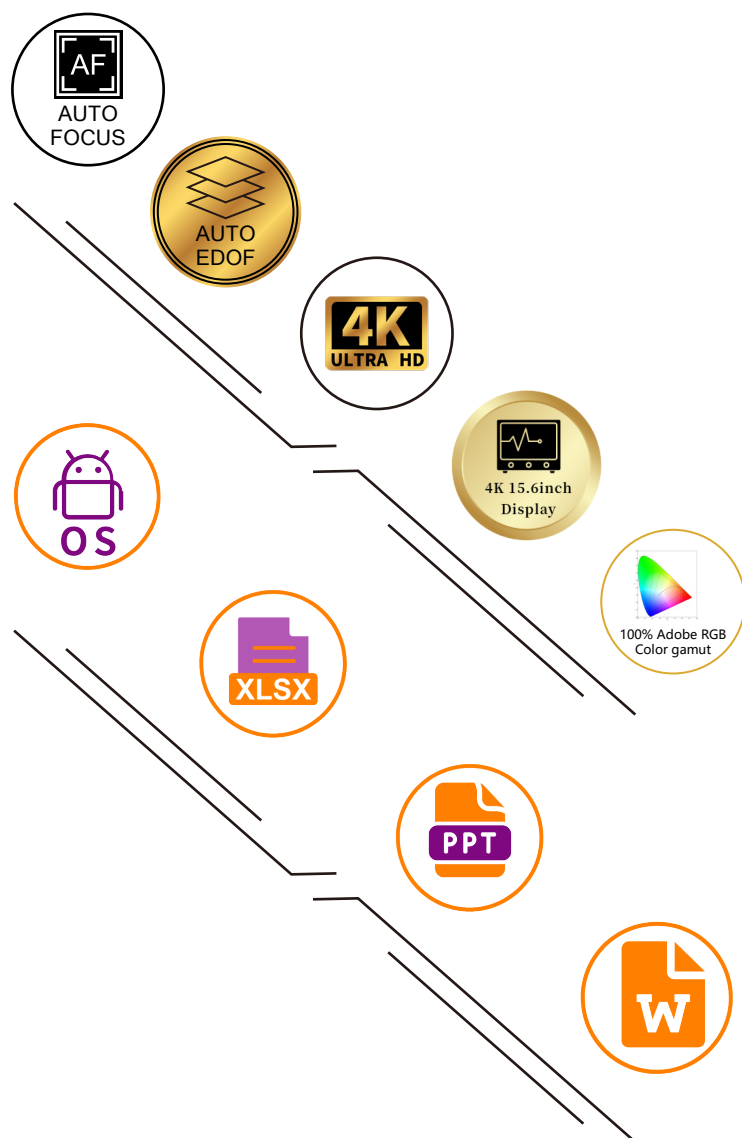 AF
AUTO
FOCUS
AUTO
EDOF
4K
ULTRA HD
4K 15.6inch
Display
OS
100% Adobe RGB
Color gamut
XLSX
PPT
W